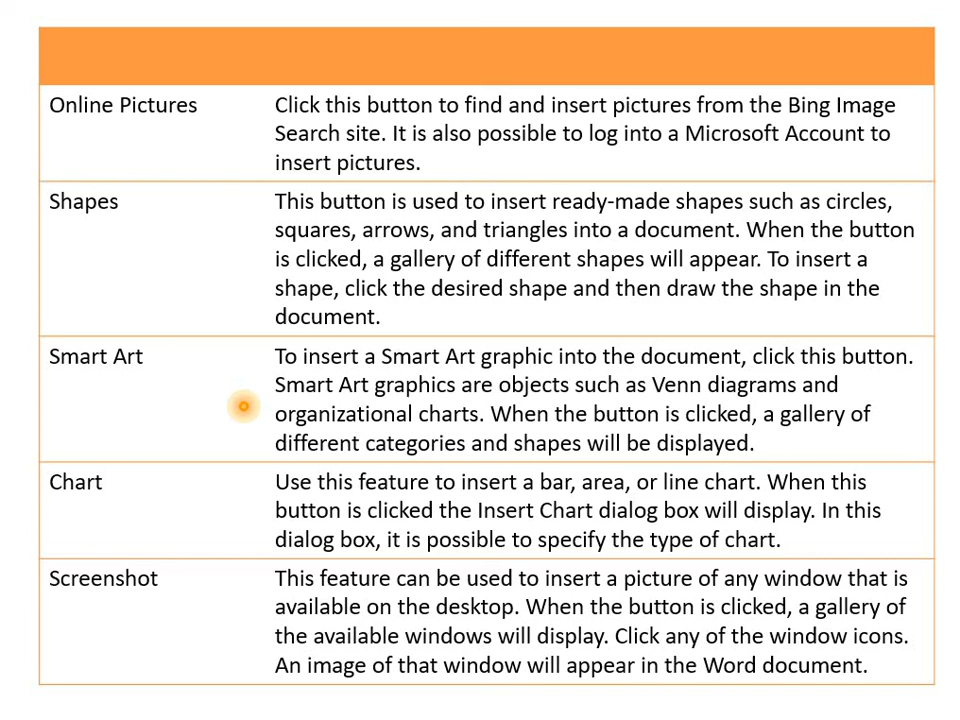 Online Pictures
Click this button to find and insert pictures from the Bing Image
Search site. It is also possible to log into a Microsoft Account to
insert pictures.
Shapes
This button is used to insert ready-made shapes such as circles,
squares, arrows, and triangles into a document. When the button
is clicked, a gallery of different shapes will appear. To insert a
shape, click the desired shape and then draw the shape in the
document.
Smart Art
To insert a Smart Art graphic into the document, click this button.
Smart Art graphics are objects such as Venn diagrams and
organizational charts. When the button is clicked, a gallery of
different categories and shapes will be displayed.
Chart
Use this feature to insert a bar, area, or line chart. When this
button is clicked the Insert Chart dialog box will display. In this
dialog box, it is possible to specify the type of chart.
Screenshot
This feature can be used to insert a picture of any window that is
available on the desktop. When the button is clicked, a gallery of
the available windows will display. Click any of the window icons.
An image of that window will appear in the Word document.